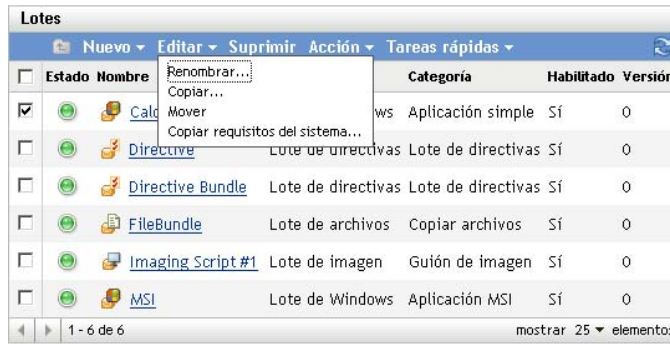 Lotes
Nuevo Editar Suprimir Acción Tareas rápidas
Estado Nombre Categoría Habilitado Versión
Renombrar...
Copiar...
Mover
Copiar requisitos del sistema...
Aplicación simple Sí 0
Directive Lote de directivas Lote de directivas Sí 0
Directive Bundle Lote de directivas Lote de directivas Sí 0
FileBundle Lote de archivos Copiar archivos Sí 0
Imaging Script #1 Lote de imagen Guión de imagen Sí 0
MSI Lote de Windows Aplicación MSI Sí 0
1 - 6 de 6 mostrar 25 elementos